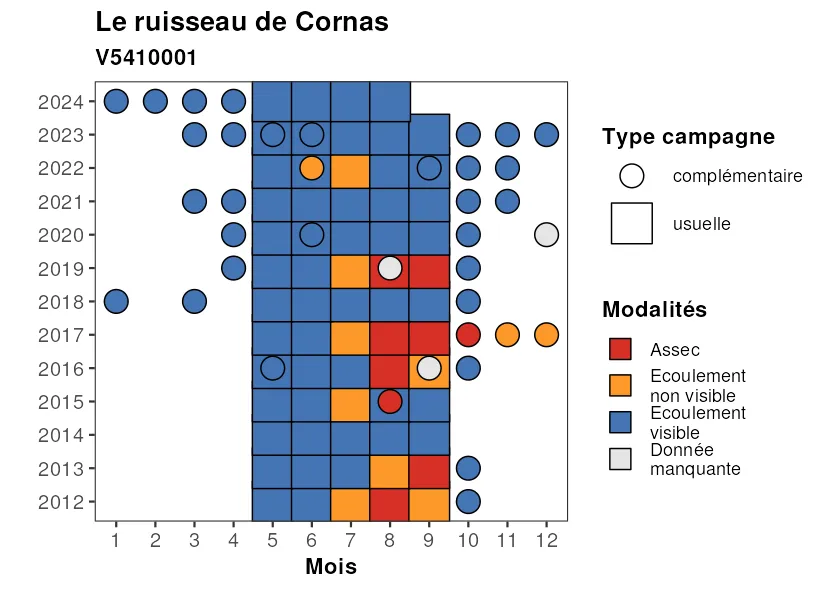 Le ruisseau de Cornas
V5410001
2024
2023
2022
2021
2020
2019
2018
2017
2016
2015
2014
2013
2012
1 2 3 4 5 6 7 8 9 10 11 12
Mois
Type campagne
complémentaire
usuelle
Modalités
Assec
Ecoulement
non visible
Ecoulement
visible
Donnée
manquante